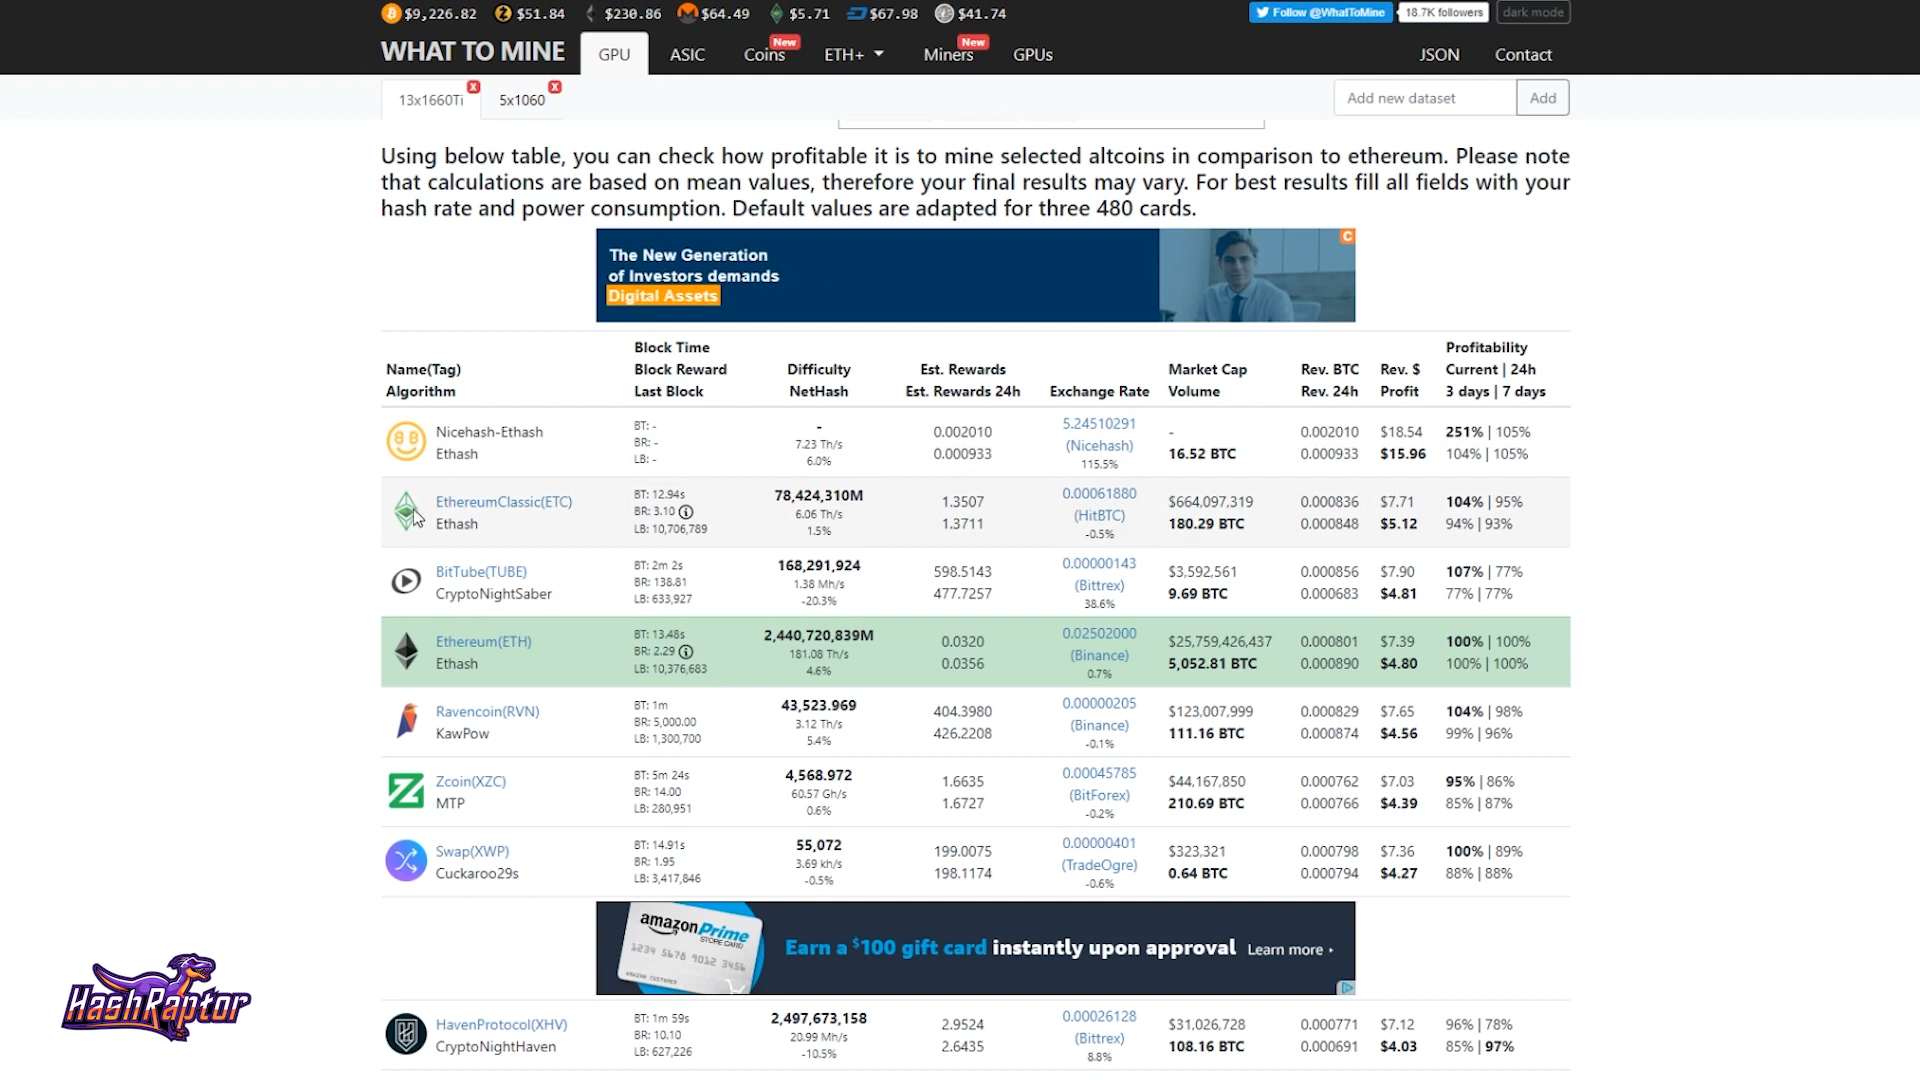 $9,226.82 $51.84 $230.86 $64.49 $5.71 $67.98 $41.74 Follow @WhatToMine 18.7K followers dark mode
WHAT TO MINE GPU ASIC Coins New ETH+ Miners New GPUs JSON Contact
13x1660Ti x 5x1060 x Add new dataset Add
Using below table, you can check how profitable it is to mine selected altcoins in comparison to ethereum. Please note
that calculations are based on mean values, therefore your final results may vary. For best results fill all fields with your
hash rate and power consumption. Default values are adapted for three 480 cards.
The New Generation
of Investors demands
Digital Assets
Block Time Profitability
Name(Tag) Block Reward Difficulty Est. Rewards Market Cap Rev. BTC Rev. $ Current | 24h
Algorithm Last Block NetHash Est. Rewards 24h Exchange Rate Volume Rev. 24h Profit 3 days | 7 days
Nicehash-Ethash BT: - - 0.002010 5.24510291 - 0.002010 $18.54 251% | 105%
BR: - 7.23 Th/s (Nicehash)
Ethash LB: - 6.0% 0.000933 115.5% 16.52 BTC 0.000933 $15.96 104% | 105%
EthereumClassic(ETC) BT: 12.94s 78,424,310M 1.3507 0.00061880 $664,097,319 0.000836 $7.71 104% | 95%
BR: 3.10 6.06 Th/s (HitBTC)
Ethash LB: 10,706,789 1.5% 1.3711 -0.5% 180.29 BTC 0.000848 $5.12 94% | 93%
BitTube(TUBE) BT: 2m 2s 168,291,924 598.5143 0.00000143 $3,592,561 0.000856 $7.90 107% | 77%
BR: 138.81 1.38 Mh/s (Bittrex)
CryptoNightSaber LB: 633,927 -20.3% 477.7257 38.6% 9.69 BTC 0.000683 $4.81 77% | 77%
Ethereum(ETH) BT: 13.48s 2,440,720,839M 0.0320 0.02502000 $25,759,426,437 0.000801 $7.39 100% | 100%
BR: 2.29 181.08 Th/s (Binance)
Ethash LB: 10,376,683 4.6% 0.0356 0.7% 5,052.81 BTC 0.000890 $4.80 100% | 100%
Ravencoin(RVN) BT: 1m 43,523.969 404.3980 0.00000205 $123,007,999 0.000829 $7.65 104% | 98%
BR: 5,000.00 3.12 Th/s (Binance)
KawPow LB: 1,300,700 5.4% 426.2208 -0.1% 111.16 BTC 0.000874 $4.56 99% | 96%
Zcoin(XZC) BT: 5m 24s 4,568.972 1.6635 0.00045785 $44,167,850 0.000762 $7.03 95% | 86%
BR: 14.00 60.57 Gh/s (BitForex)
MTP LB: 280,951 0.6% 1.6727 -0.2% 210.69 BTC 0.000766 $4.39 85% | 87%
Swap(XWP) BT: 14.91s 55,072 199.0075 0.00000401 $323,321 0.000798 $7.36 100% | 89%
BR: 1.95 3.69 kh/s (TradeOgre)
Cuckaroo29s LB: 3,417,846 -0.5% 198.1174 -0.6% 0.64 BTC 0.000794 $4.27 88% | 88%
amazonPrime
STORE CARD
1234 5678 9012 3456
Earn a $100 gift card instantly upon approval Learn more
HavenProtocol(XHV) BT: 1m 59s 2,497,673,158 2.9524 0.00026128 $31,026,728 0.000771 $7.12 96% | 78%
BR: 10.10 20.99 Mh/s (Bittrex)
CryptoNightHaven LB: 627,226 -10.5% 2.6435 8.8% 108.16 BTC 0.000691 $4.03 85% | 97%
HashRaptor